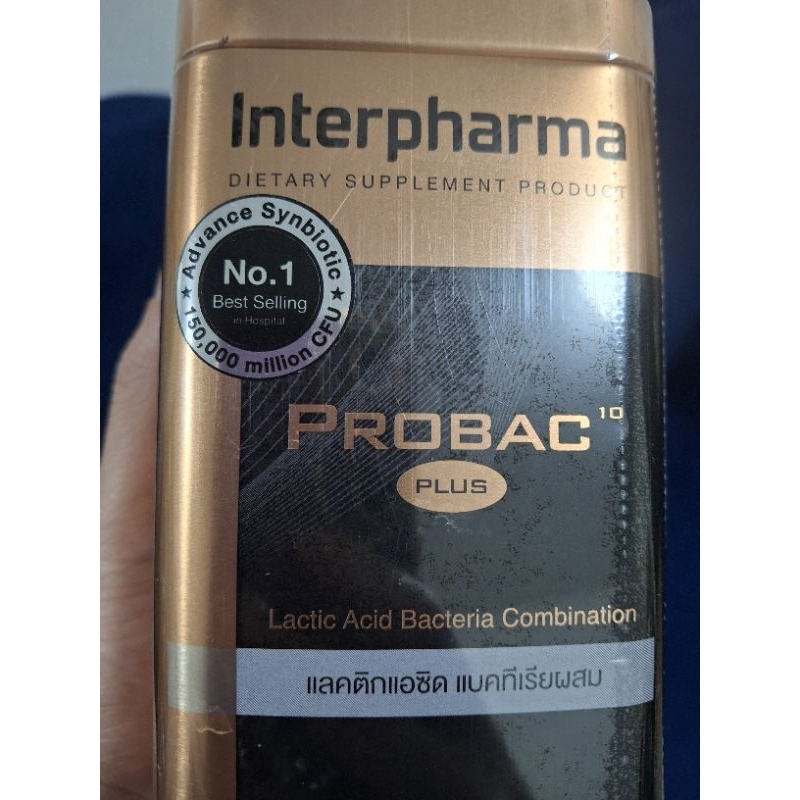 Interpharma
DIETARY SUPPLEMENT PRODUCT
Advance Synbiotic
No.1
Best Selling
in Hospital
★ 150,000 million CFU ★
PROBAC 10
PLUS
Lactic Acid Bacteria Combination
แลคติกแอซิด แบคทีเรียผสม